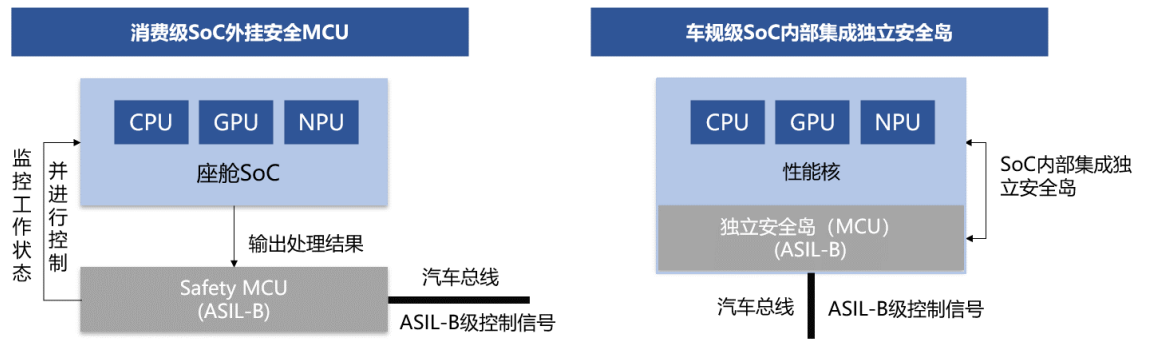 消费级SoC外挂安全MCU
CPU
GPU
NPU
座舱SoC
监控工作状态
并进行控制
输出处理结果
Safety MCU
(ASIL-B)
汽车总线
ASIL-B级控制信号
车规级SoC内部集成独立安全岛
CPU
GPU
NPU
性能核
SoC内部集成独
立安全岛
独立安全岛（MCU）
(ASIL-B)
汽车总线
ASIL-B级控制信号